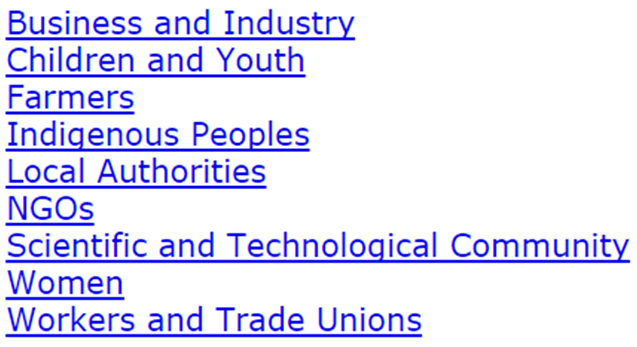 Business and Industry
Children and Youth
Farmers
Indigenous Peoples
Local Authorities
NGOs
Scientific and Technological Community
Women
Workers and Trade Unions